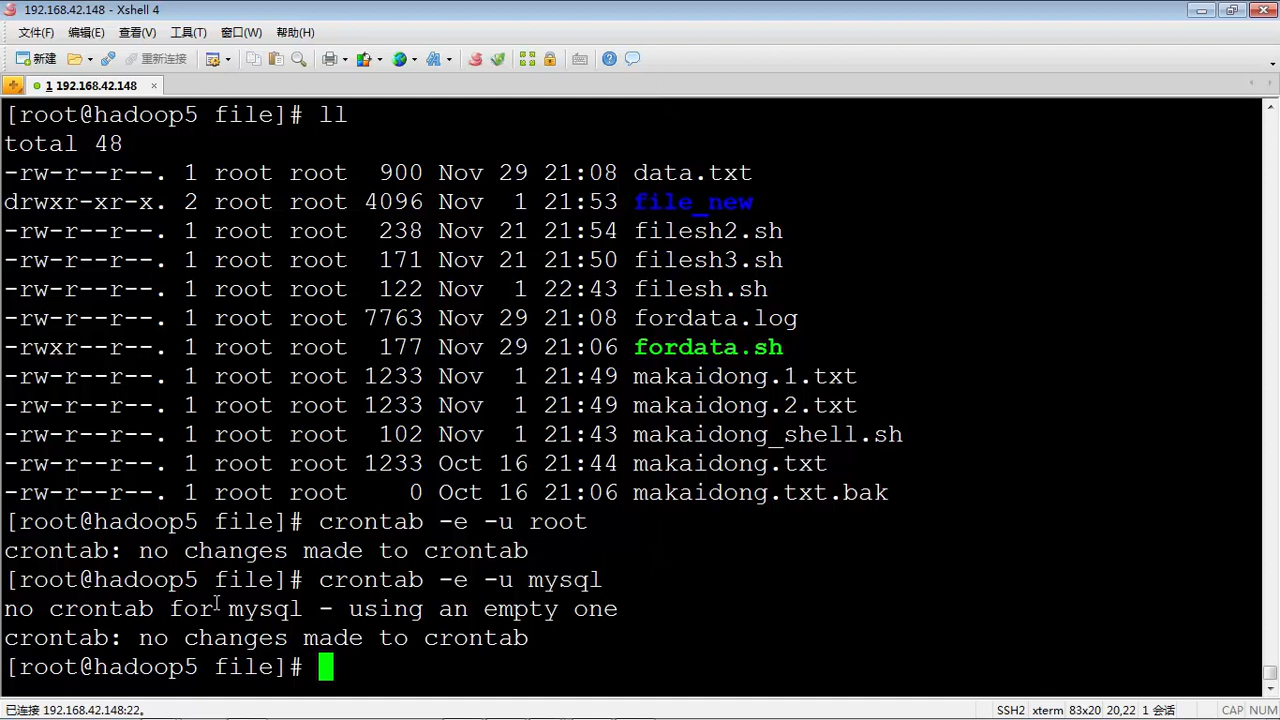 192.168.42.148 - Xshell 4
文件(F) 编辑(E) 查看(V) 工具(T) 窗口(W) 帮助(H)
新建 重新连接
1 192.168.42.148
[root@hadoop5 file]# ll
total 48
-rw-r--r--. 1 root root  900 Nov 29 21:08 data.txt
drwxr-xr-x. 2 root root 4096 Nov  1 21:53 file_new
-rw-r--r--. 1 root root  238 Nov 21 21:54 filesh2.sh
-rw-r--r--. 1 root root  171 Nov 21 21:50 filesh3.sh
-rw-r--r--. 1 root root  122 Nov  1 22:43 filesh.sh
-rw-r--r--. 1 root root 7763 Nov 29 21:08 fordata.log
-rwxr--r--. 1 root root  177 Nov 29 21:06 fordata.sh
-rw-r--r--. 1 root root 1233 Nov  1 21:49 makaidong.1.txt
-rw-r--r--. 1 root root 1233 Nov  1 21:49 makaidong.2.txt
-rw-r--r--. 1 root root  102 Nov  1 21:43 makaidong_shell.sh
-rw-r--r--. 1 root root 1233 Oct 16 21:44 makaidong.txt
-rw-r--r--. 1 root root    0 Oct 16 21:06 makaidong.txt.bak
[root@hadoop5 file]# crontab -e -u root
crontab: no changes made to crontab
[root@hadoop5 file]# crontab -e -u mysql
no crontab for mysql - using an empty one
crontab: no changes made to crontab
[root@hadoop5 file]#
已连接 192.168.42.148:22。 SSH2 xterm 83x20 20,22 1 会话 CAP NUM